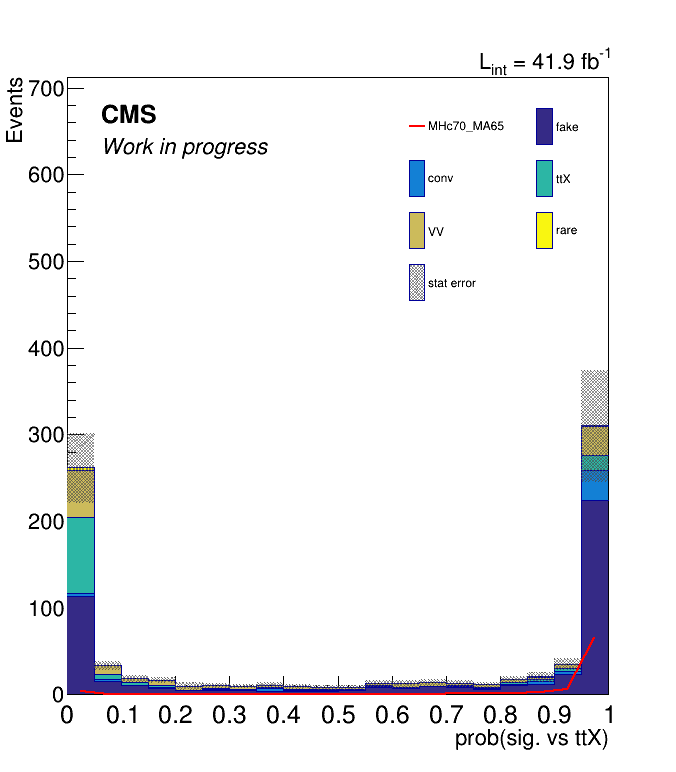 L_int = 41.9 fb^-1
Events
CMS
Work in progress
MHc70_MA65
fake
conv
ttX
VV
rare
stat error
700
600
500
400
300
200
100
0
0 0.1 0.2 0.3 0.4 0.5 0.6 0.7 0.8 0.9 1
prob(sig. vs ttX)